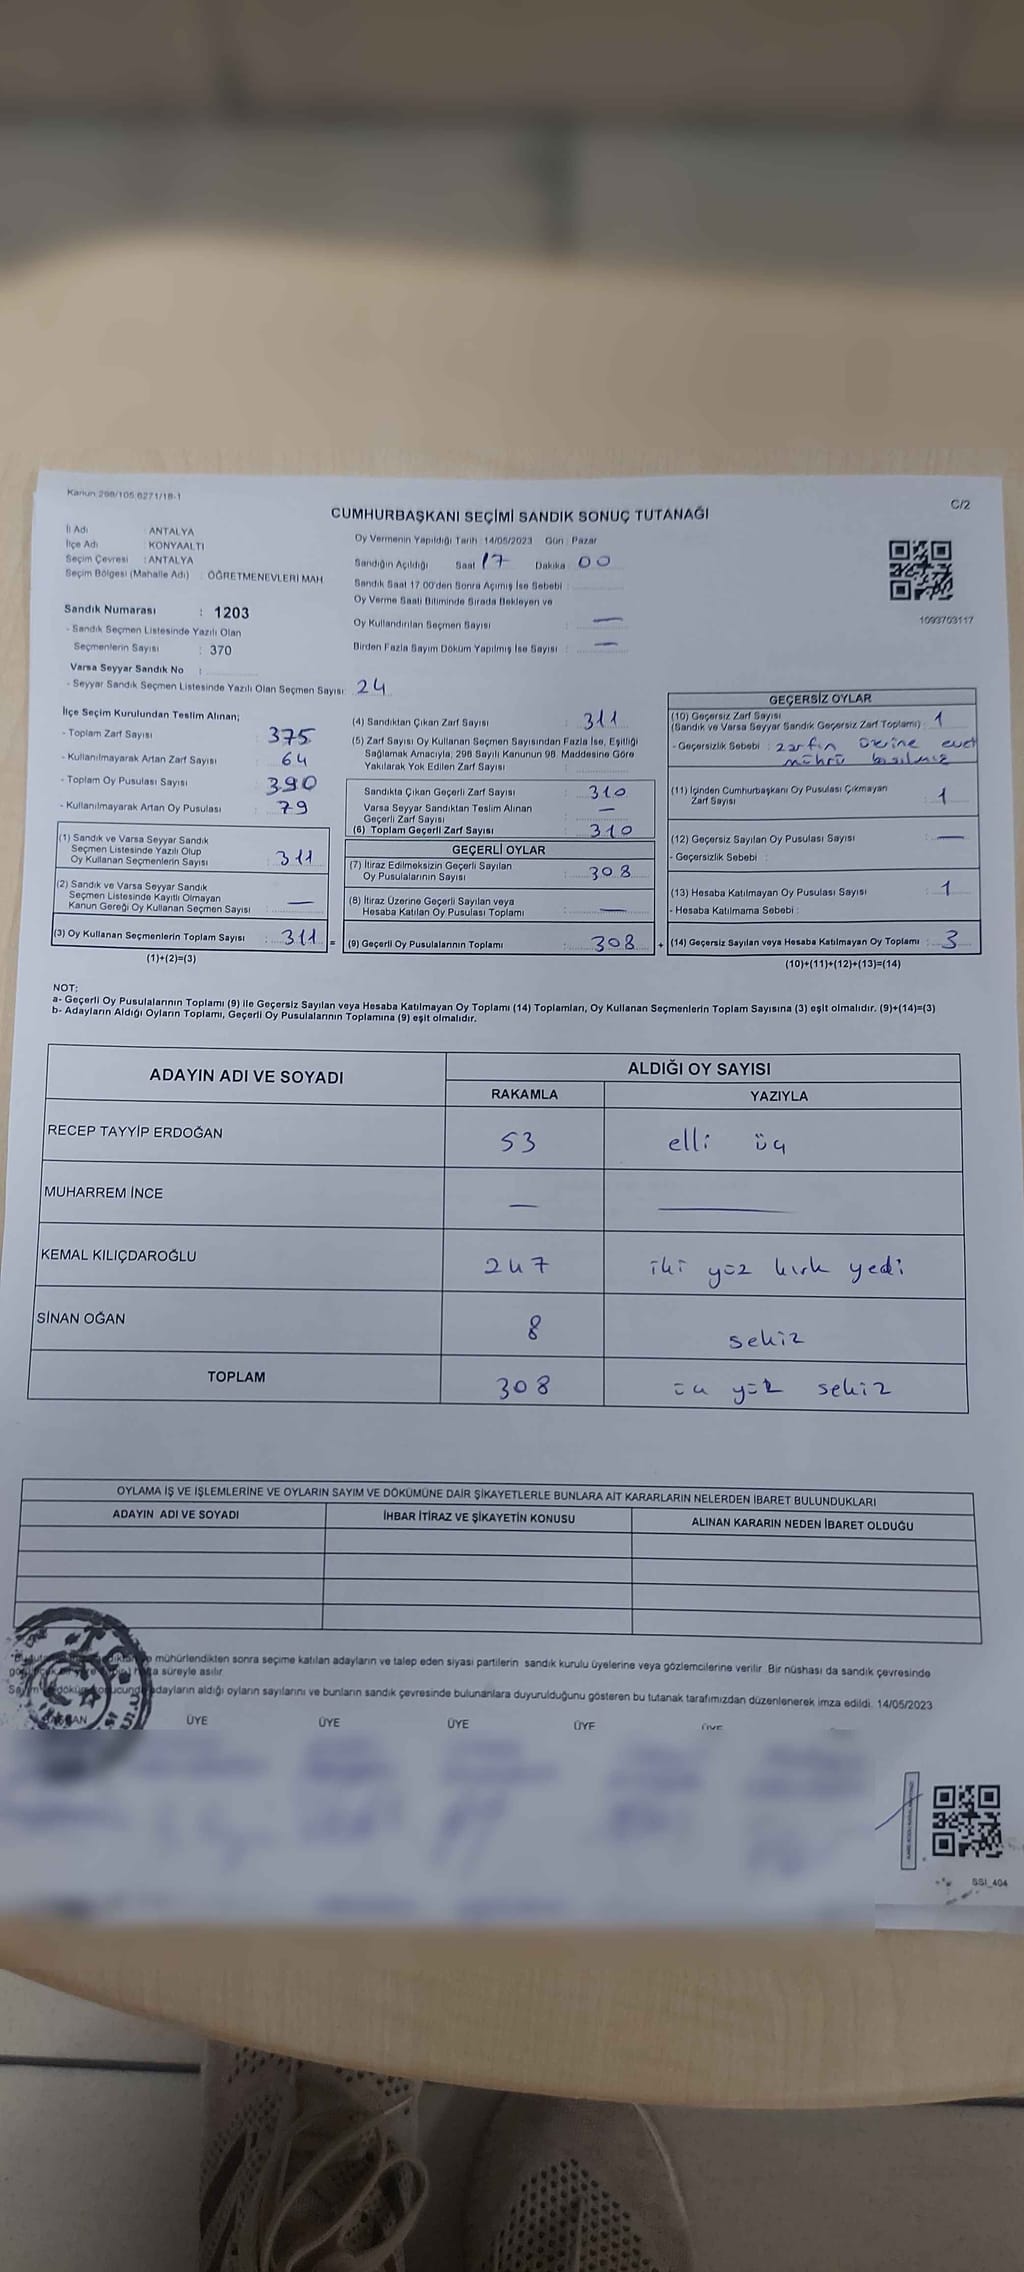 Kanun:298/105,6271/18-1
C/2
CUMHURBAŞKANI SEÇİMİ SANDIK SONUÇ TUTANAĞI
İl Adı : ANTALYA
İlçe Adı : KONYAALTI
Seçim Çevresi : ANTALYA
Seçim Bölgesi (Mahalle Adı) : ÖĞRETMENEVLERİ MAH
Sandık Numarası : 1203
- Sandık Seçmen Listesinde Yazılı Olan
Seçmenlerin Sayısı : 370
Varsa Seyyar Sandık No :
- Seyyar Sandık Seçmen Listesinde Yazılı Olan Seçmen Sayısı: 24
Oy Vermenin Yapıldığı Tarih : 14/05/2023 Gün : Pazar
Sandığın Açıldığı Saat 17 Dakika 00
Sandık Saat 17.00'den Sonra Açımış İse Sebebi :
Oy Verme Saati Bitiminde Sırada Bekleyen ve
Oy Kullandırılan Seçmen Sayısı : —
Birden Fazla Sayım Döküm Yapılmış İse Sayısı : —
1093703117
İlçe Seçim Kurulundan Teslim Alınan;
- Toplam Zarf Sayısı : 375
- Kullanılmayarak Artan Zarf Sayısı : 64
- Toplam Oy Pusulası Sayısı : 390
- Kullanılmayarak Artan Oy Pusulası : 79
(1) Sandık ve Varsa Seyyar Sandık
Seçmen Listesinde Yazılı Olup
Oy Kullanan Seçmenlerin Sayısı : 311
(2) Sandık ve Varsa Seyyar Sandık
Seçmen Listesinde Kayıtlı Olmayan
Kanun Gereği Oy Kullanan Seçmen Sayısı : —
(3) Oy Kullanan Seçmenlerin Toplam Sayısı : 311 =
(1)+(2)=(3)
(4) Sandıktan Çıkan Zarf Sayısı : 311
(5) Zarf Sayısı Oy Kullanan Seçmen Sayısından Fazla İse, Eşitliği
Sağlamak Amacıyla, 298 Sayılı Kanunun 98. Maddesine Göre
Yakılarak Yok Edilen Zarf Sayısı :
Sandıkta Çıkan Geçerli Zarf Sayısı : 310
Varsa Seyyar Sandıktan Teslim Alınan
Geçerli Zarf Sayısı : —
(6) Toplam Geçerli Zarf Sayısı : 310
GEÇERLİ OYLAR
(7) İtiraz Edilmeksizin Geçerli Sayılan
Oy Pusulalarının Sayısı : 308
(8) İtiraz Üzerine Geçerli Sayılan veya
Hesaba Katılan Oy Pusulası Toplamı : —
(9) Geçerli Oy Pusulalarının Toplamı : 308 +
GEÇERSİZ OYLAR
(10) Geçersiz Zarf Sayısı
(Sandık ve Varsa Seyyar Sandık Geçersiz Zarf Toplamı) : 1
- Geçersizlik Sebebi : zarfın üzerine evet
mührü basılmış
(11) İçinden Cumhurbaşkanı Oy Pusulası Çıkmayan
Zarf Sayısı : 1
(12) Geçersiz Sayılan Oy Pusulası Sayısı : —
- Geçersizlik Sebebi :
(13) Hesaba Katılmayan Oy Pusulası Sayısı : 1
- Hesaba Katılmama Sebebi :
(14) Geçersiz Sayılan veya Hesaba Katılmayan Oy Toplamı : 3
(10)+(11)+(12)+(13)=(14)
NOT:
a- Geçerli Oy Pusulalarının Toplamı (9) ile Geçersiz Sayılan veya Hesaba Katılmayan Oy Toplamı (14) Toplamları, Oy Kullanan Seçmenlerin Toplam Sayısına (3) eşit olmalıdır. (9)+(14)=(3)
b- Adayların Aldığı Oyların Toplamı, Geçerli Oy Pusulalarının Toplamına (9) eşit olmalıdır.
ADAYIN ADI VE SOYADI ALDIĞI OY SAYISI
RAKAMLA YAZIYLA
RECEP TAYYİP ERDOĞAN 53 elli üç
MUHARREM İNCE —
KEMAL KILIÇDAROĞLU 247 iki yüz kırk yedi
SİNAN OĞAN 8 sekiz
TOPLAM 308 üç yüz sekiz
OYLAMA İŞ VE İŞLEMLERİNE VE OYLARIN SAYIM VE DÖKÜMÜNE DAİR ŞİKAYETLERLE BUNLARA AİT KARARLARIN NELERDEN İBARET BULUNDUKLARI
ADAYIN ADI VE SOYADI İHBAR İTİRAZ VE ŞİKAYETİN KONUSU ALINAN KARARIN NEDEN İBARET OLDUĞU
mühürlendikten sonra seçime katılan adayların ve talep eden siyasi partilerin sandık kurulu üyelerine veya gözlemcilerine verilir. Bir nüshası da sandık çevresinde
süreyle asılır.
adayların aldığı oyların sayılarını ve bunların sandık çevresinde bulunanlara duyurulduğunu gösteren bu tutanak tarafımızdan düzenlenerek imza edildi. 14/05/2023
ÜYE ÜYE ÜYE ÜYE ÜYE
SSI_404